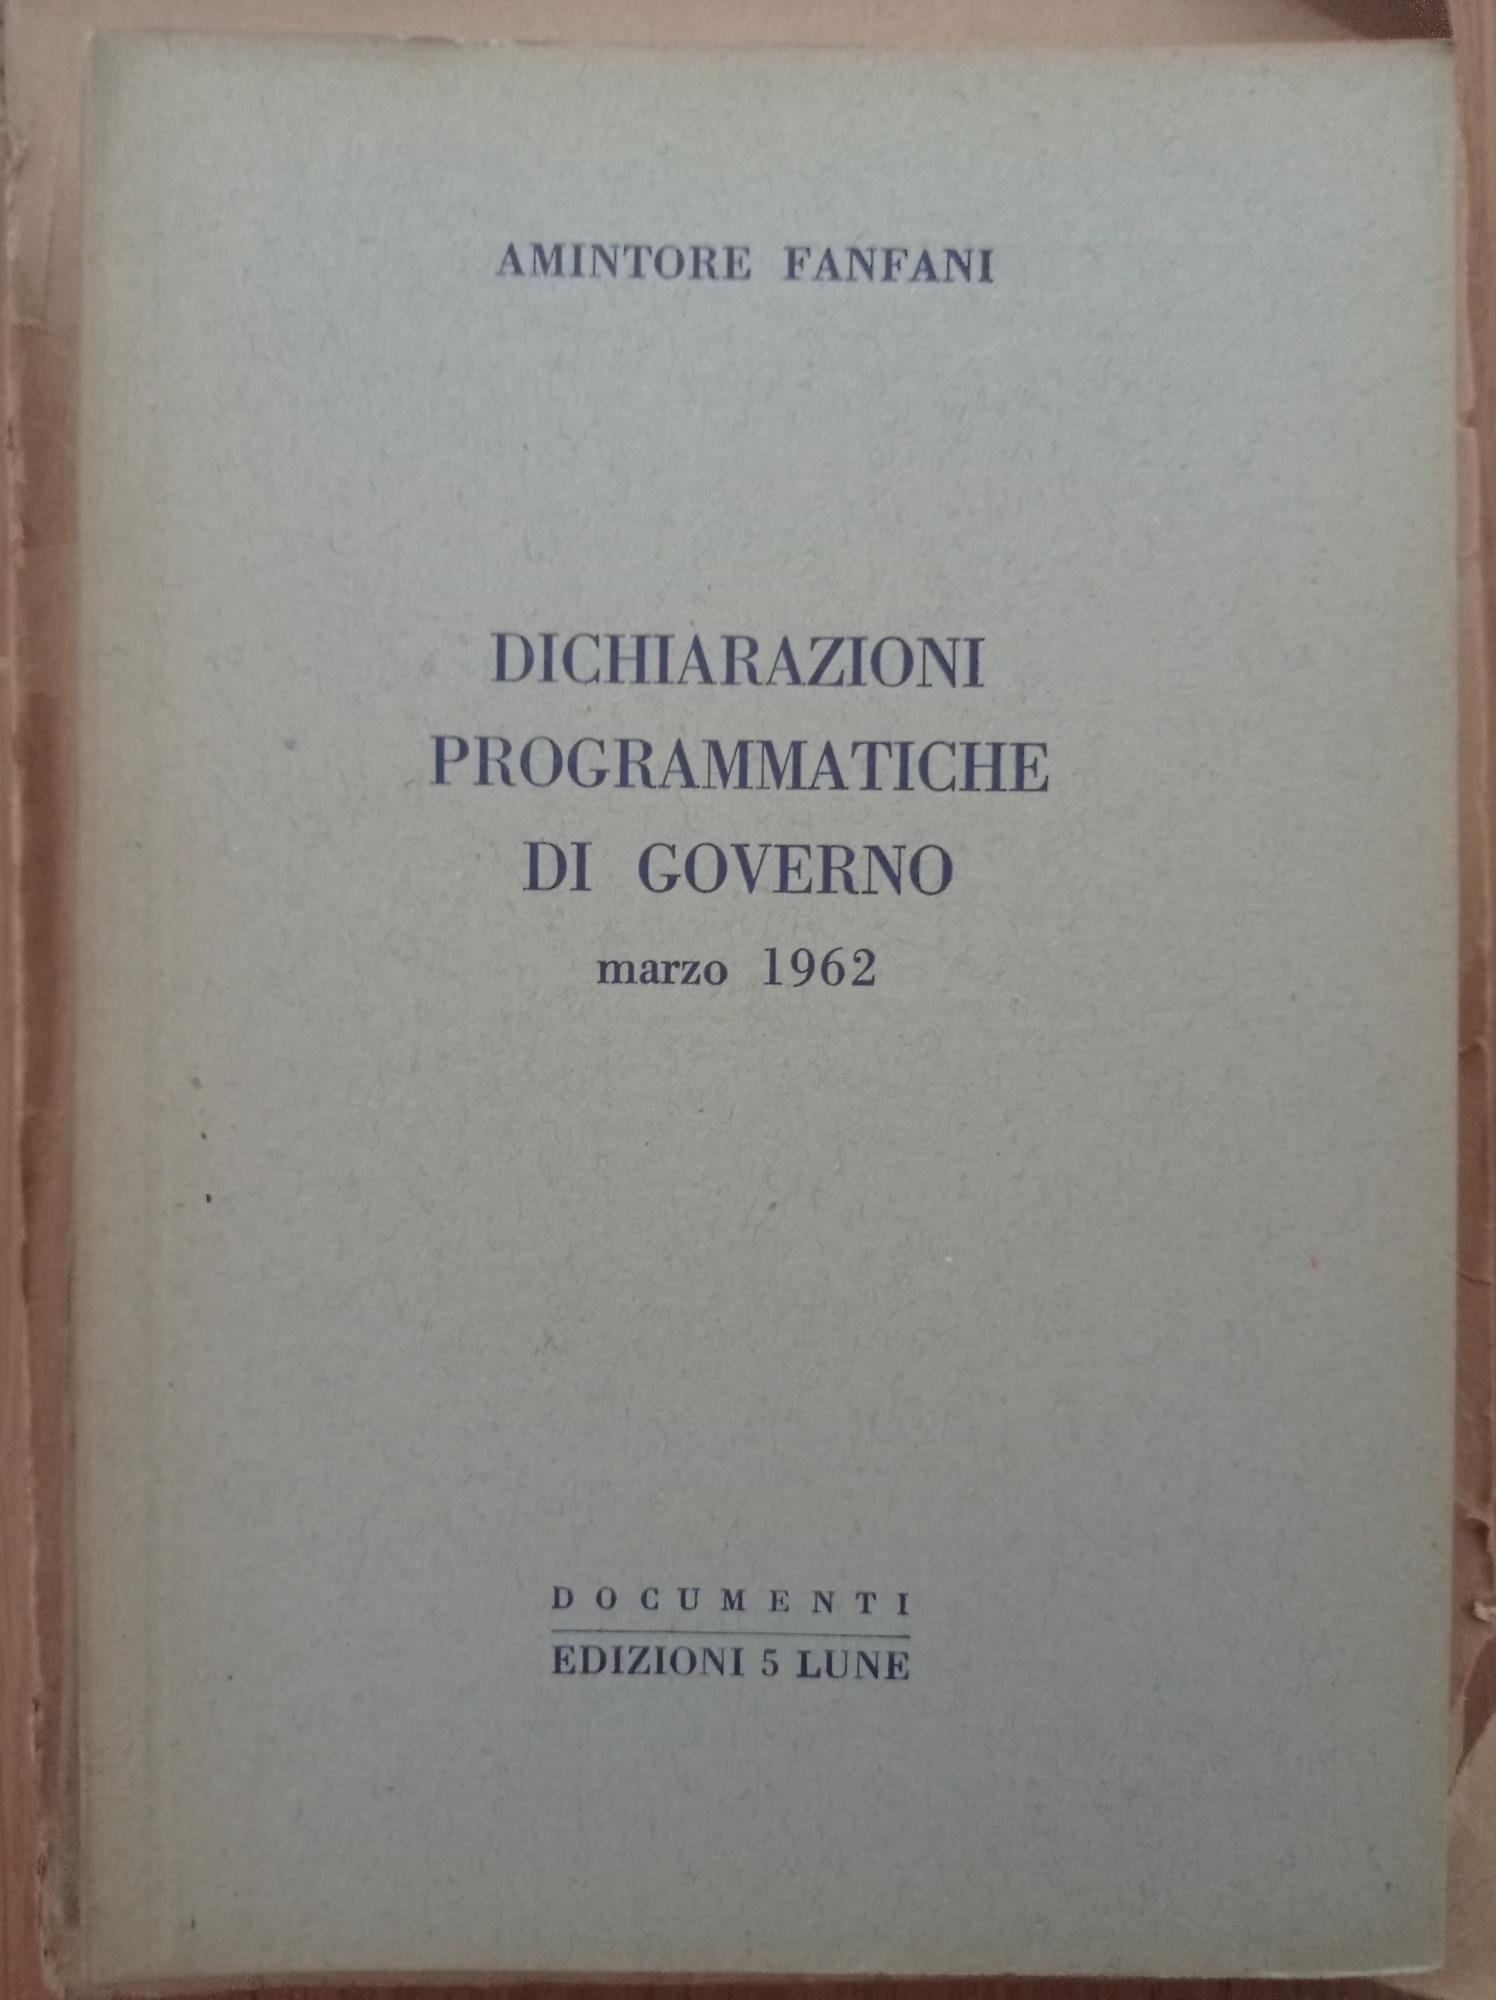 AMINTORE FANFANI
DICHIARAZIONI
PROGRAMMATICHE
DI GOVERNO
marzo 1962
DOCUMENTI
EDIZIONI 5 LUNE